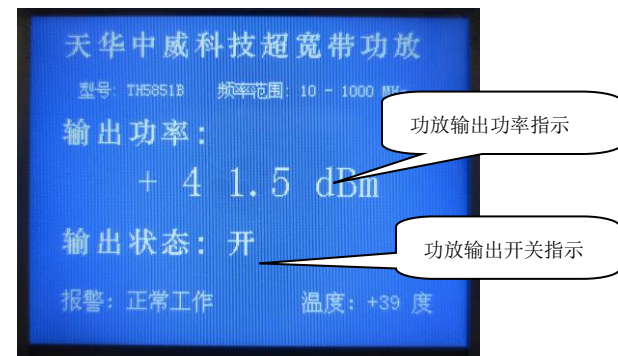 天华中威科技超宽带功放
型号: TH5851B 频率范围: 10 - 1000
输出功率:
+ 4 1. 5 dBm
输出状态: 开
报警: 正常工作 温度: +39 度
功放输出功率指示
功放输出开关指示